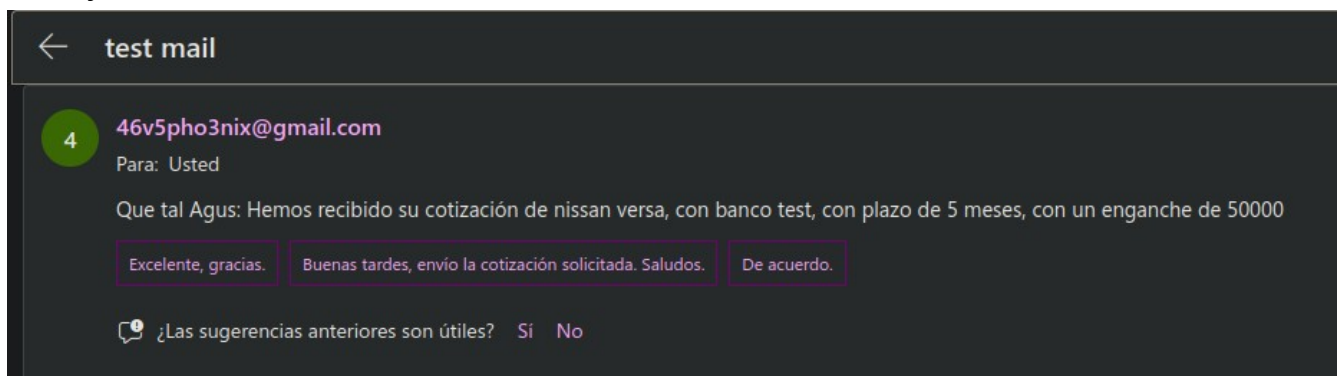 test mail
4
46v5pho3nix@gmail.com
Para: Usted
Que tal Agus: Hemos recibido su cotización de nissan versa, con banco test, con plazo de 5 meses, con un enganche de 50000
Excelente, gracias. Buenas tardes, envío la cotización solicitada. Saludos. De acuerdo.
¿Las sugerencias anteriores son útiles? Sí No